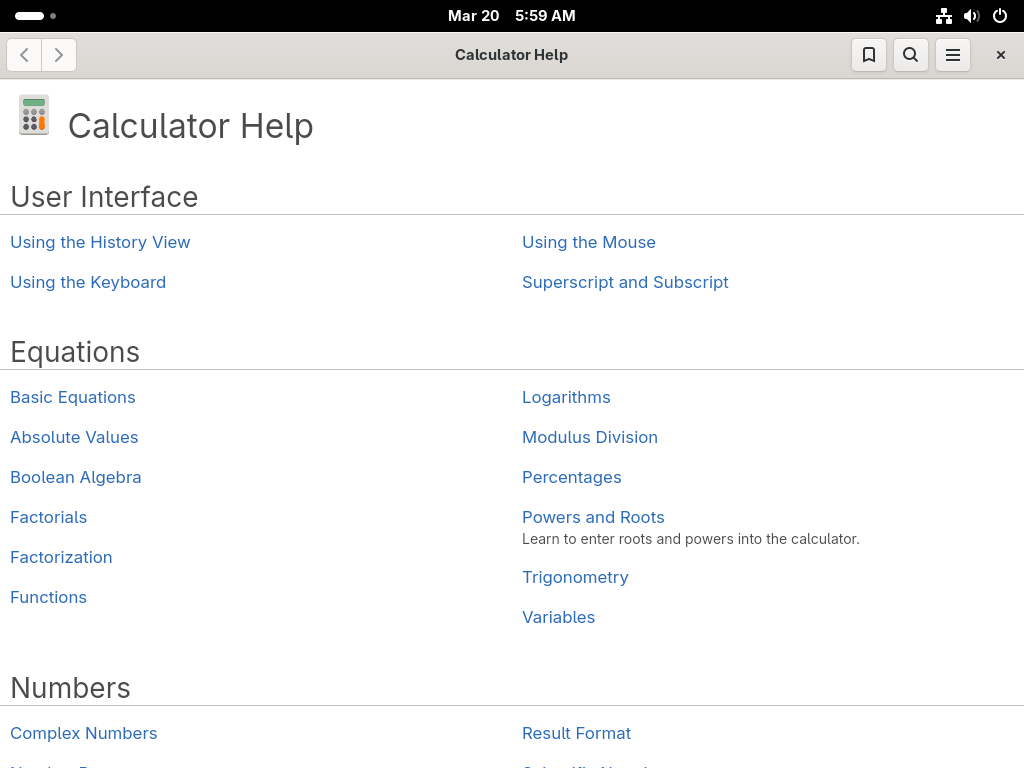 Mar 20 5:59 AM
Calculator Help
Calculator Help
User Interface
Using the History View
Using the Mouse
Using the Keyboard
Superscript and Subscript
Equations
Basic Equations
Logarithms
Absolute Values
Modulus Division
Boolean Algebra
Percentages
Factorials
Powers and Roots
Learn to enter roots and powers into the calculator.
Factorization
Trigonometry
Functions
Variables
Numbers
Complex Numbers
Result Format